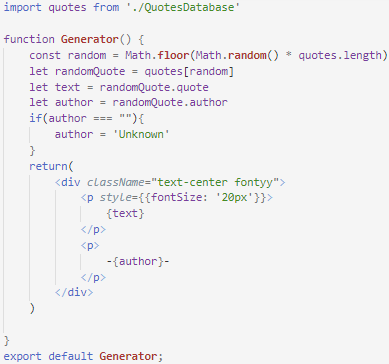 import quotes from './QuotesDatabase'
function Generator() {
const random = Math.floor(Math.random() * quotes.length)
let randomQuote = quotes[random]
let text = randomQuote.quote
let author = randomQuote.author
if(author === ""){
author = 'Unknown'
}
return(
<div className="text-center fontyy">
<p style={{fontSize: '20px'}}>
{text}
</p>
<p>
-{author}-
</p>
</div>
)
}
export default Generator;